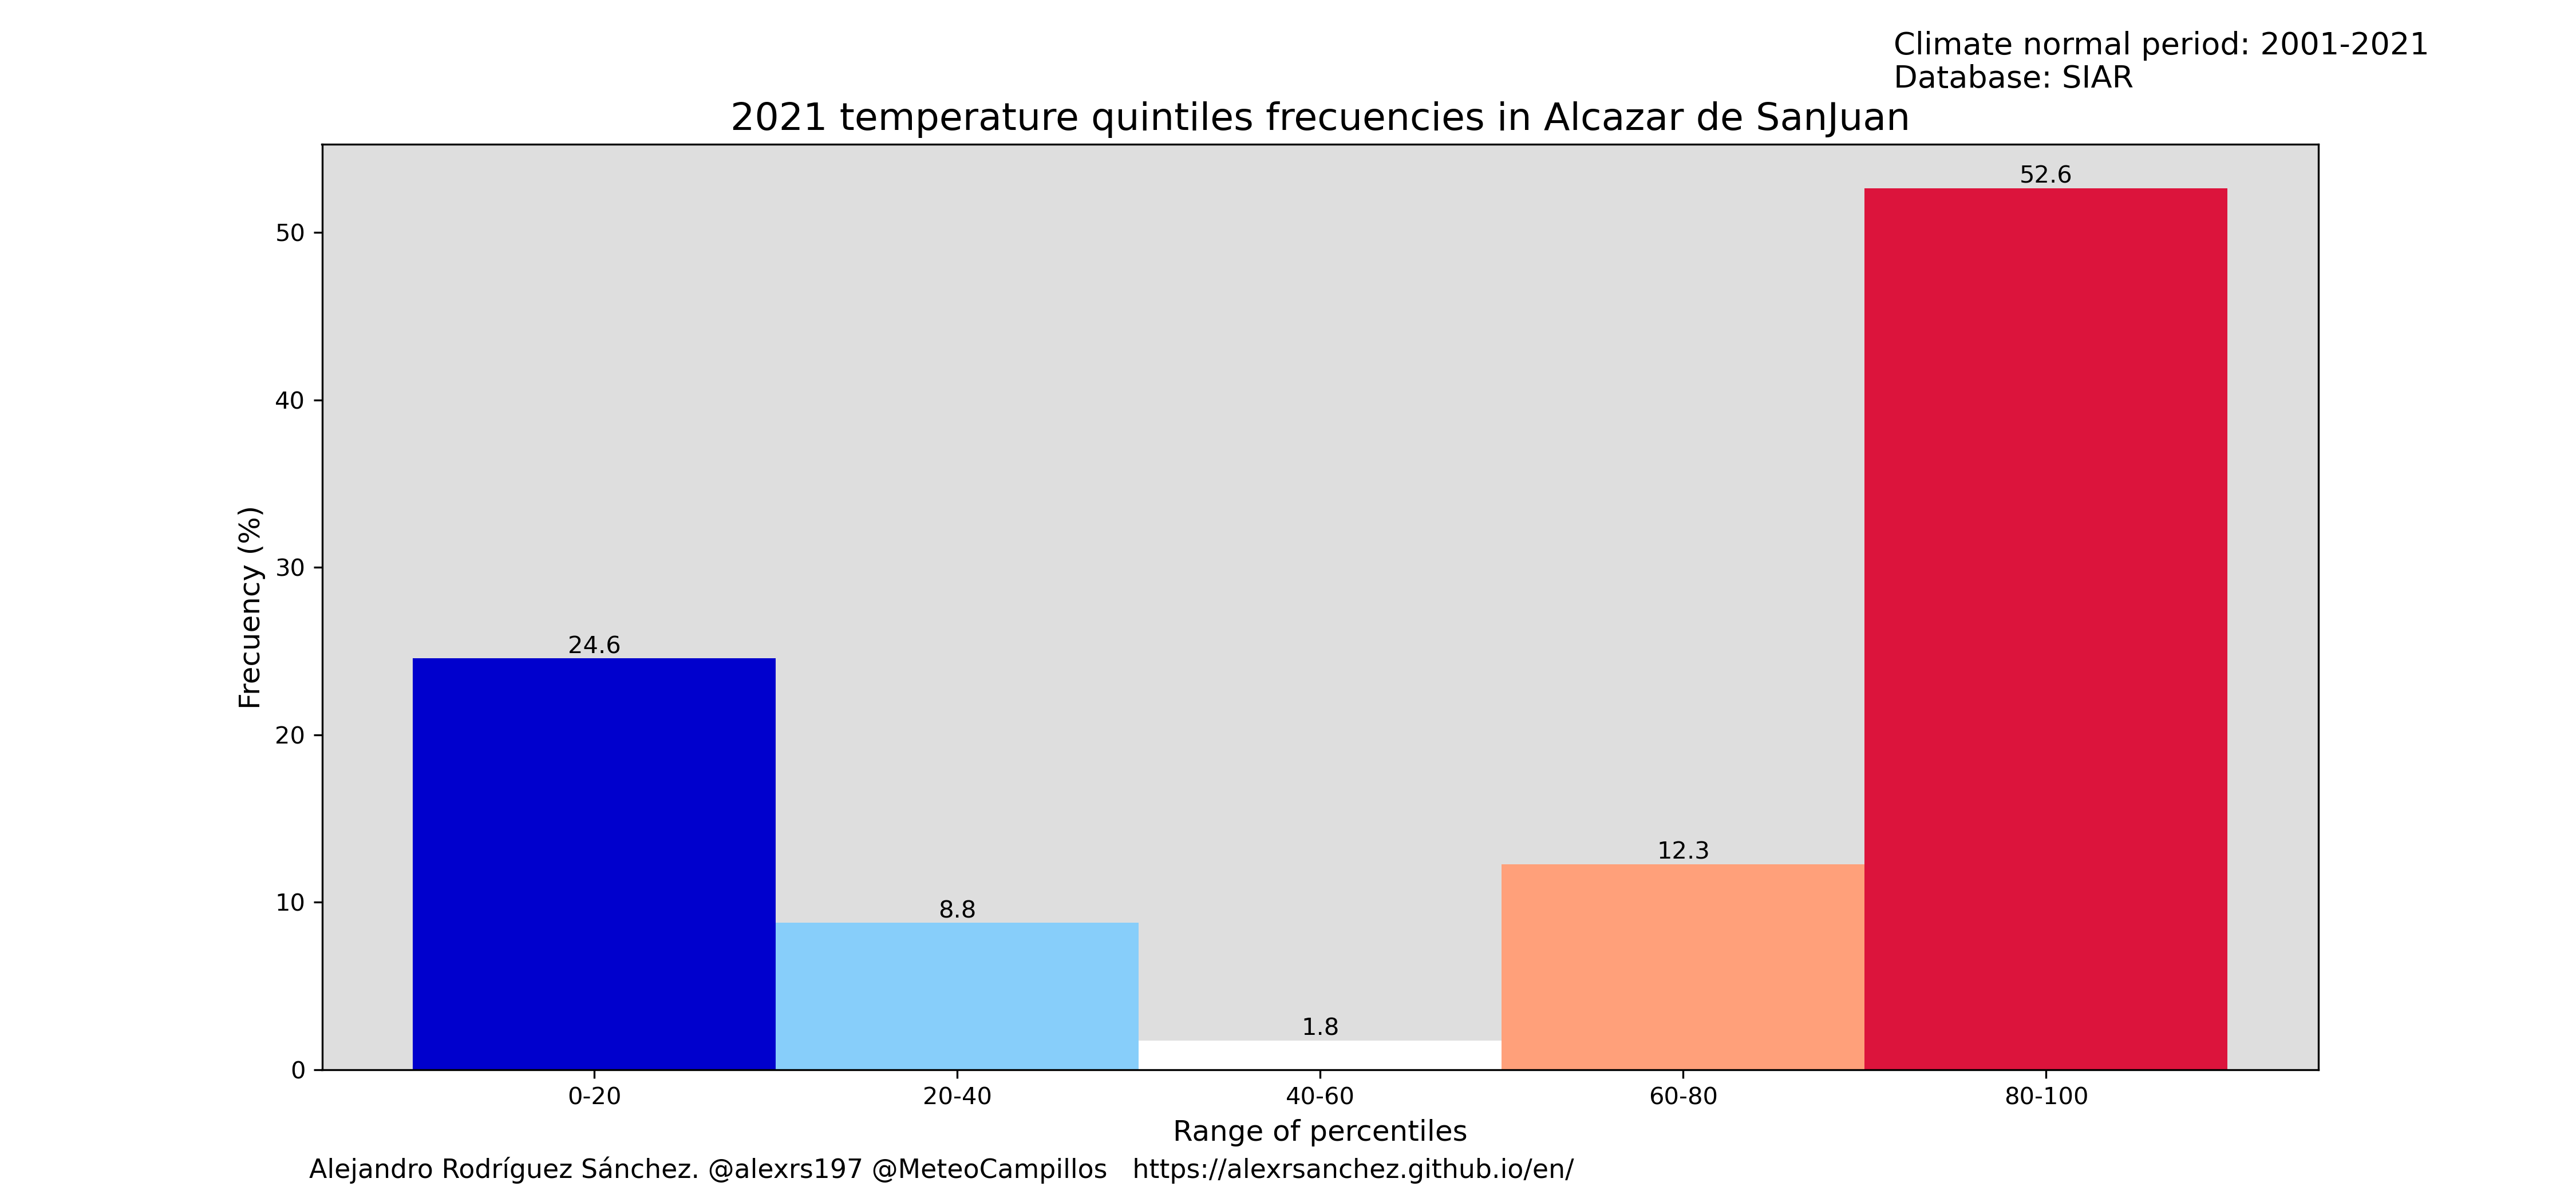 Climate normal period: 2001-2021
Database: SIAR
2021 temperature quintiles frecuencies in Alcazar de SanJuan
Frecuency (%)
50
40
30
20
10
0
24.6
8.8
1.8
12.3
52.6
0-20
20-40
40-60
60-80
80-100
Range of percentiles
Alejandro Rodríguez Sánchez. @alexrs197 @MeteoCampillos https://alexrsanchez.github.io/en/